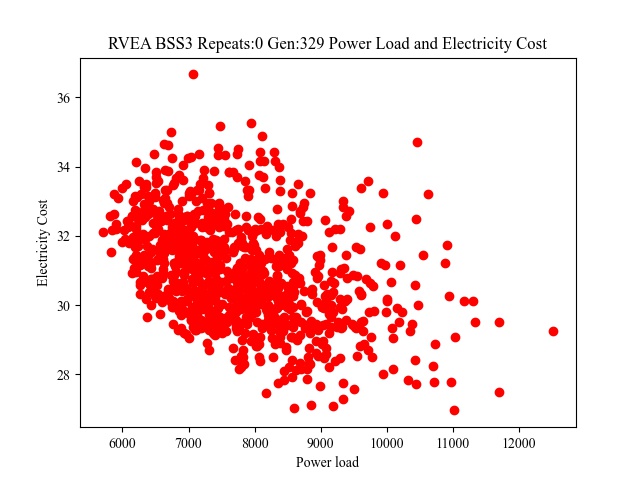 RVEA BSS3 Repeats:0 Gen:329 Power Load and Electricity Cost
36
34
32
30
28
Electricity Cost
6000 7000 8000 9000 10000 11000 12000
Power load